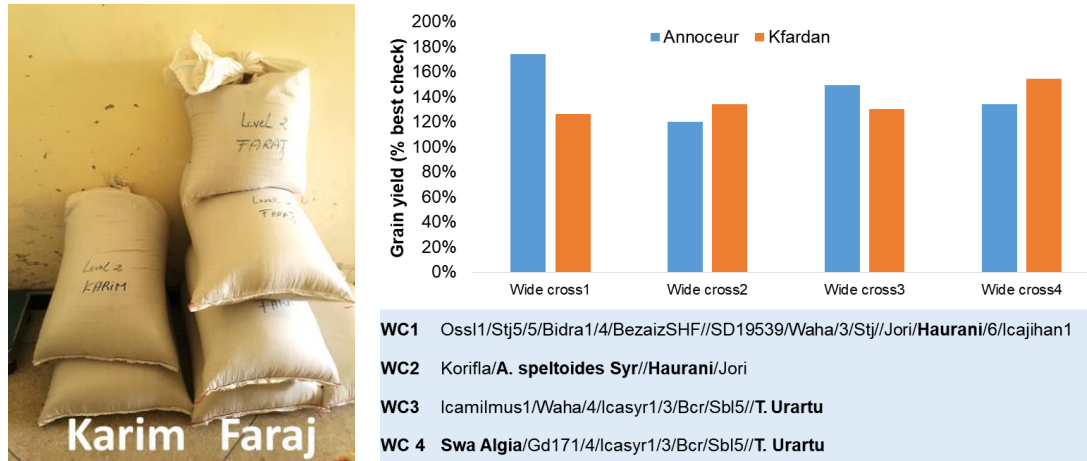 Level 2
FARAJ
Level 2
FARAJ
Level 2
KARIM
FARA
Karim Faraj
Grain yield (% best check)
200%
180%
160%
140%
120%
100%
80%
60%
40%
20%
0%
Annoceur Kfardan
Wide cross1 Wide cross2 Wide cross3 Wide cross4
WC1 Ossl1/Stj5/5/Bidra1/4/BezaizSHF//SD19539/Waha/3/Stj//Jori/Haurani/6/Icajihan1
WC2 Korifla/A. speltoides Syr//Haurani/Jori
WC3 Icamilmus1/Waha/4/Icasyr1/3/Bcr/Sbl5//T. Urartu
WC 4 Swa Algia/Gd171/4/Icasyr1/3/Bcr/Sbl5//T. Urartu